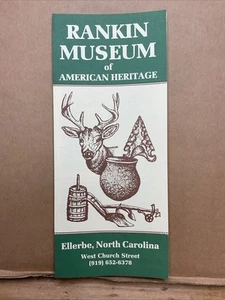 RANKIN
MUSEUM
of
AMERICAN HERITAGE
Ellerbe, North Carolina
West Church Street
(919) 652-6378